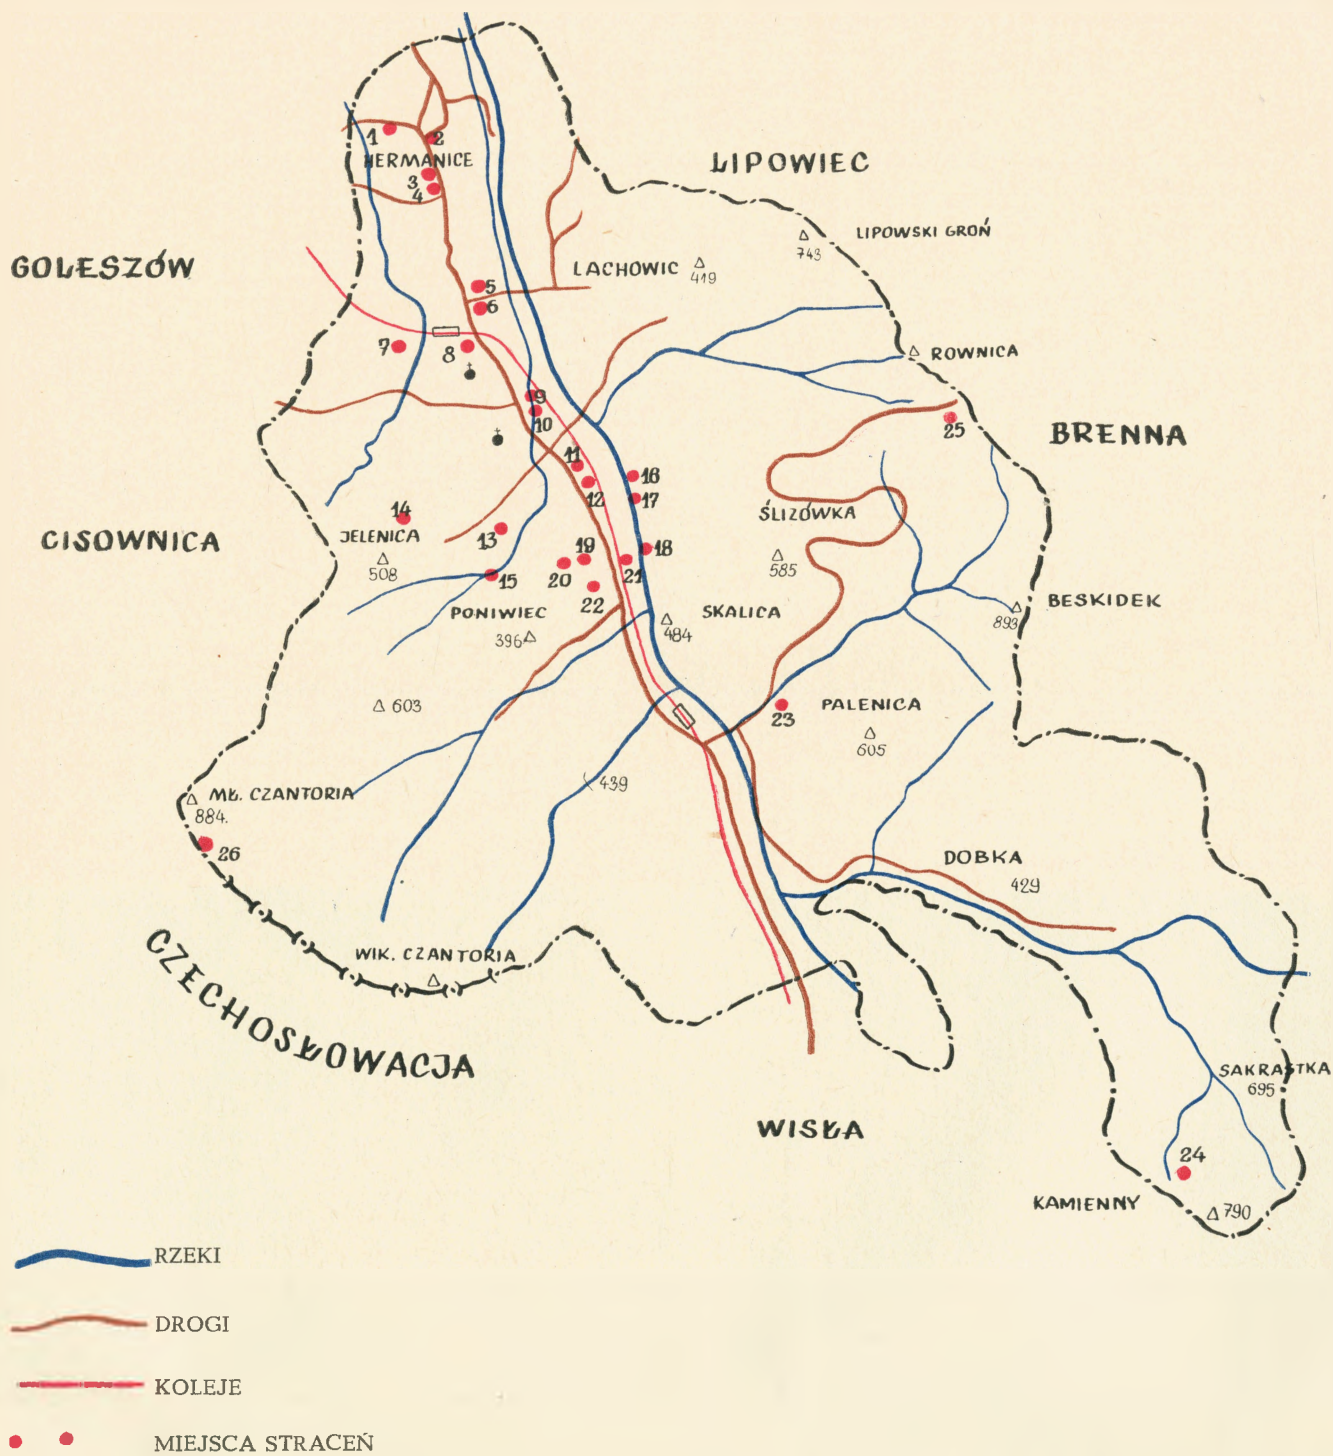 1
2
HERMANICE
3
4
LIPOWIEC
LIPOWSKI GROŃ
743
GOLESZÓW
LACHOWIC
419
5
6
7
8
ROWNICA
9
10
25
BRENNA
11
12
16
17
14
JELENICA
508
13
ŚLIZÓWKA
585
CISOWNICA
15
19
20
18
21
22
PONIWIEC
396
SKALICA
484
BESKIDEK
893
603
23
PALENICA
605
MŁ. CZANTORIA
884.
439
26
DOBKA
429
WIK. CZANTORIA
CZECHOSŁOWACJA
SAKRASTKA
695
WISŁA
24
KAMIENNY
790
RZEKI
DROGI
KOLEJE
MIEJSCA STRACEŃ